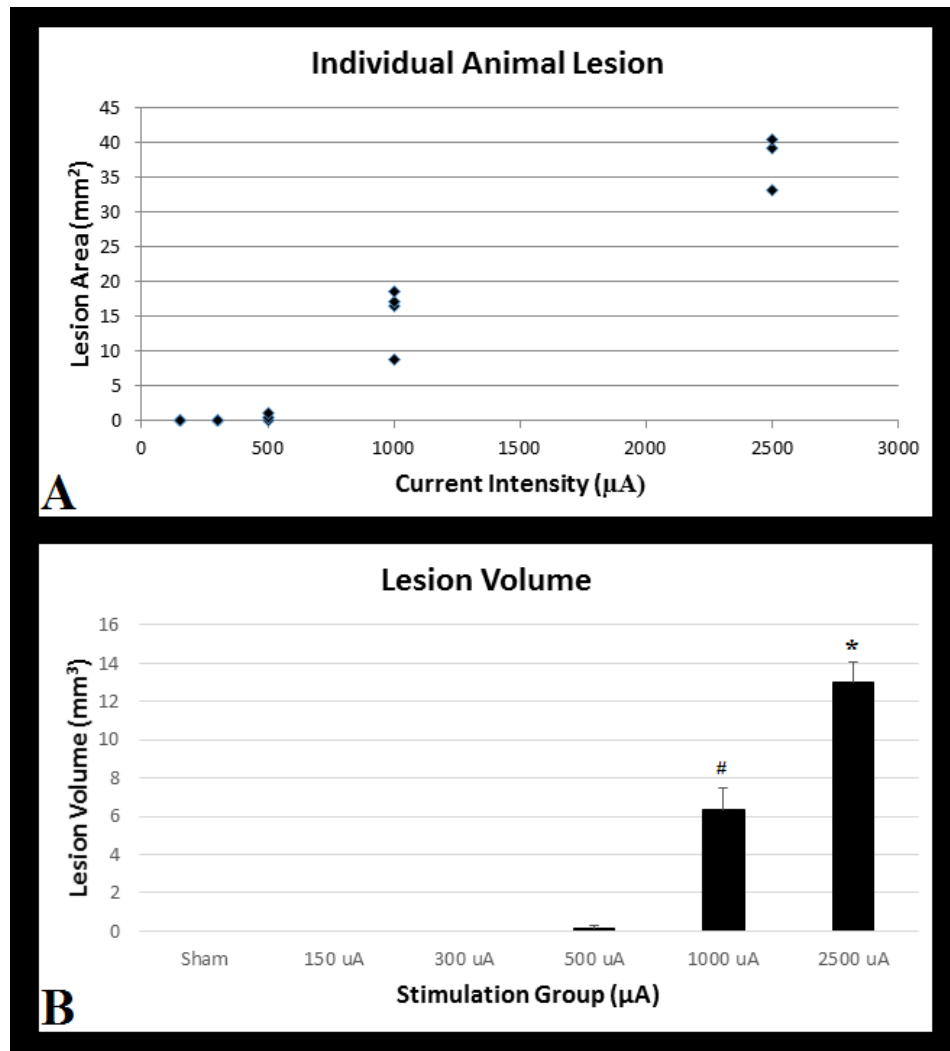 Individual Animal Lesion
45
40
35
30
25
20
15
10
5
0
Lesion Area (mm²)
0 500 1000 1500 2000 2500 3000
Current Intensity (µA)
A
Lesion Volume
16
14
12
10
8
6
4
2
0
Lesion Volume (mm³)
*
#
Sham 150 uA 300 uA 500 uA 1000 uA 2500 uA
Stimulation Group (µA)
B